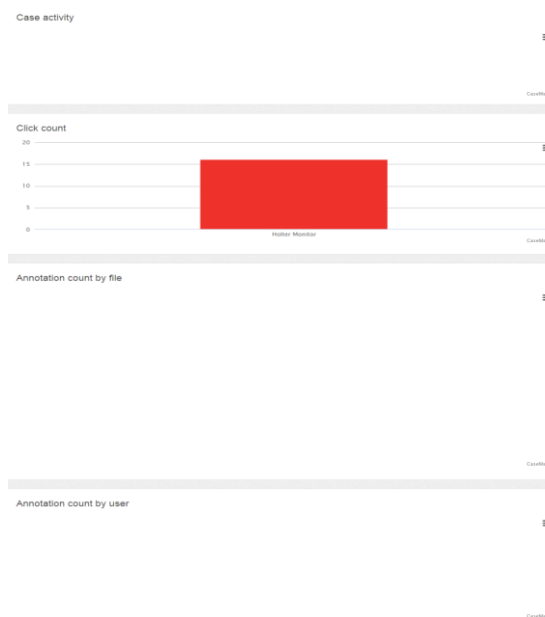 Case activity
Click count
20
15
10
5
0
Holter Monitor
Annotation count by file
Annotation count by user